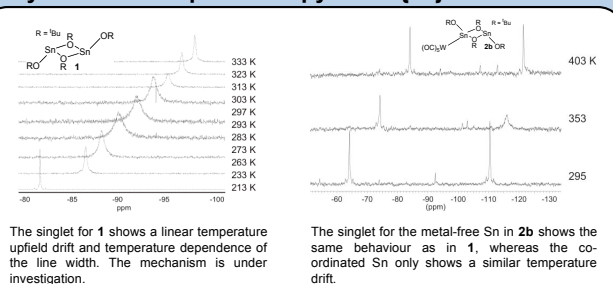 R = tBu
RO
O
R
Sn
Sn
O
R
OR
1
333 K
323 K
313 K
303 K
297 K
293 K
283 K
273 K
263 K
233 K
213 K
-80 -85 -90 -95 -100
ppm
R = tBu
RO
R
O
Sn
Sn
(OC)5W
O
R
OR
2b
403 K
353
295
-60 -70 -80 -90 -100 -110 -120 -130
(ppm)
The singlet for 1 shows a linear temperature
upfield drift and temperature dependence of
the line width. The mechanism is under
investigation.
The singlet for the metal-free Sn in 2b shows the
same behaviour as in 1, whereas the co-
ordinated Sn only shows a similar temperature
drift.